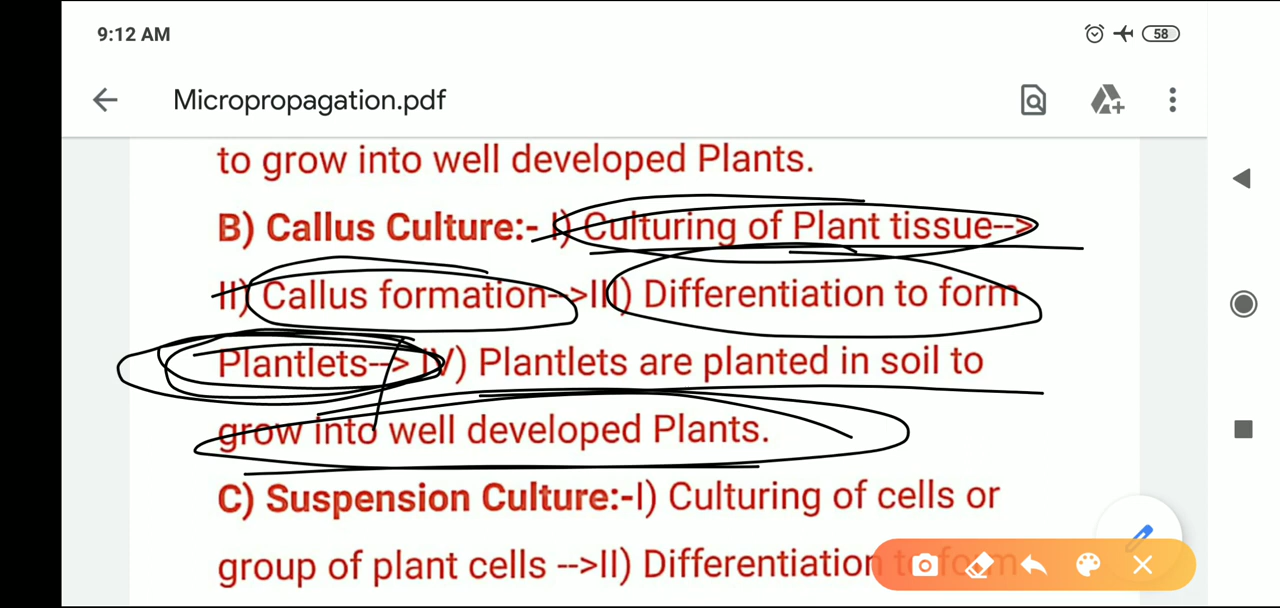 9:12 AM
58
Micropropagation.pdf
to grow into well developed Plants.
B) Callus Culture:- I) Culturing of Plant tissue-->
II) Callus formation-->III) Differentiation to form
Plantlets--> IV) Plantlets are planted in soil to
grow into well developed Plants.
C) Suspension Culture:-I) Culturing of cells or
group of plant cells -->II) Differentiation to form